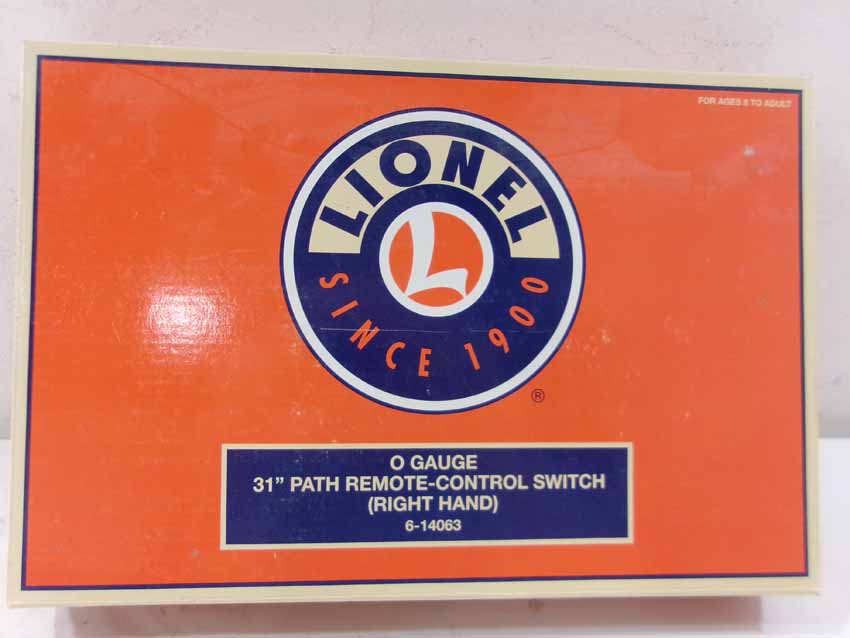 FOR AGES 8 TO ADULT
LIONEL
L
SINCE 1900
®
O GAUGE
31” PATH REMOTE-CONTROL SWITCH
(RIGHT HAND)
6-14063